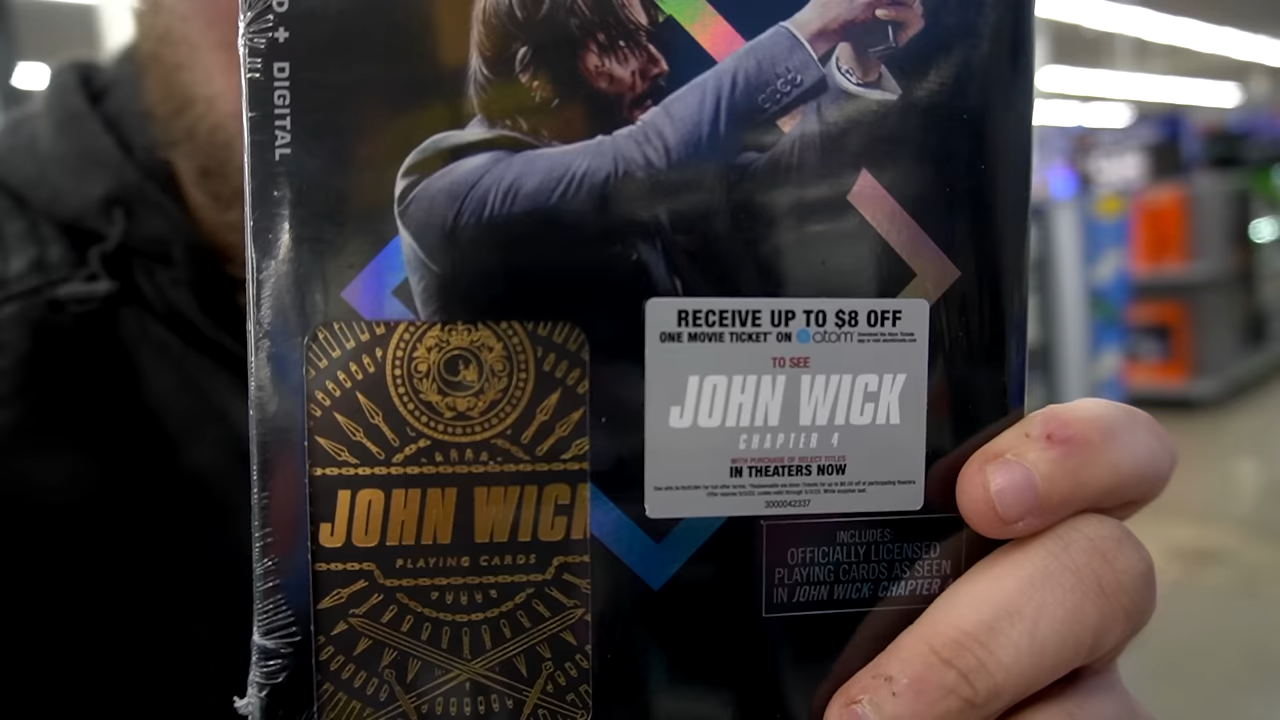 D + DIGITAL
RECEIVE UP TO $8 OFF
ONE MOVIE TICKET* ON atom
TO SEE
JOHN WICK
CHAPTER 4
WITH PURCHASE OF SELECT TITLES
IN THEATERS NOW
3000042337
JOHN WICK
PLAYING CARDS
INCLUDES:
OFFICIALLY LICENSED
PLAYING CARDS AS SEEN
IN JOHN WICK: CHAPTER 4